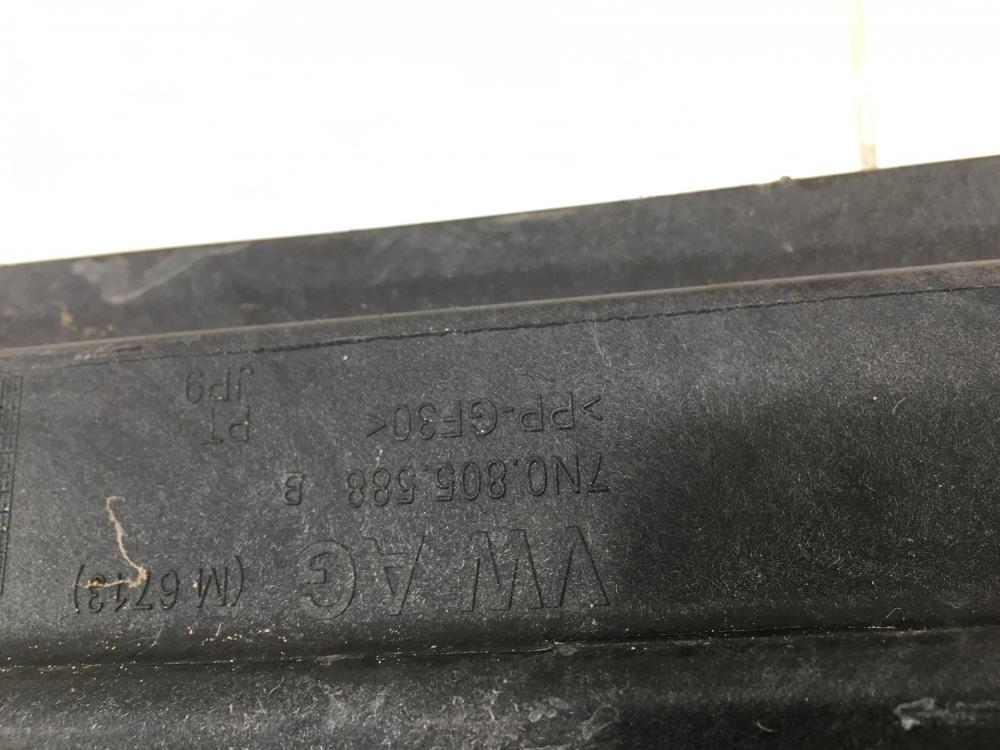 VW AG (M 6713)
7N0.805.588 B
>PP-GF30<
PT
JP9